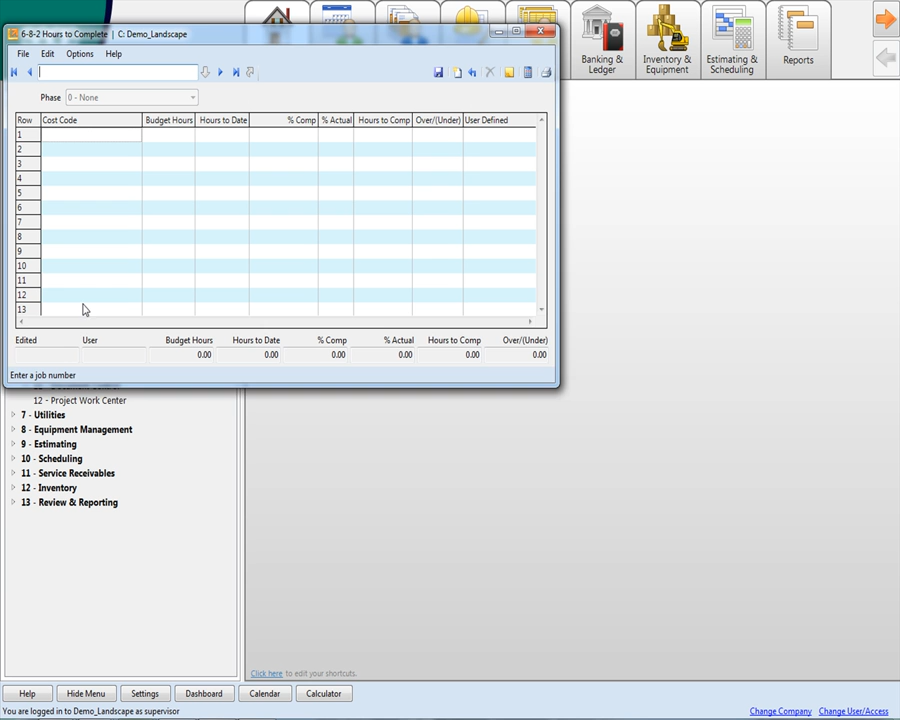 6-8-2 Hours to Complete | C: Demo_Landscape
File Edit Options Help
Phase 0 - None
Row Cost Code Budget Hours Hours to Date % Comp % Actual Hours to Comp Over/(Under) User Defined
1
2
3
4
5
6
7
8
9
10
11
12
13
Edited User Budget Hours Hours to Date % Comp % Actual Hours to Comp Over/(Under)
0.00 0.00 0.00 0.00 0.00 0.00
Enter a job number
Banking & Ledger
Inventory & Equipment
Estimating & Scheduling
Reports
12 - Project Work Center
7 - Utilities
8 - Equipment Management
9 - Estimating
10 - Scheduling
11 - Service Receivables
12 - Inventory
13 - Review & Reporting
Click here to edit your shortcuts.
Help Hide Menu Settings Dashboard Calendar Calculator
You are logged in to Demo_Landscape as supervisor
Change Company Change User/Access